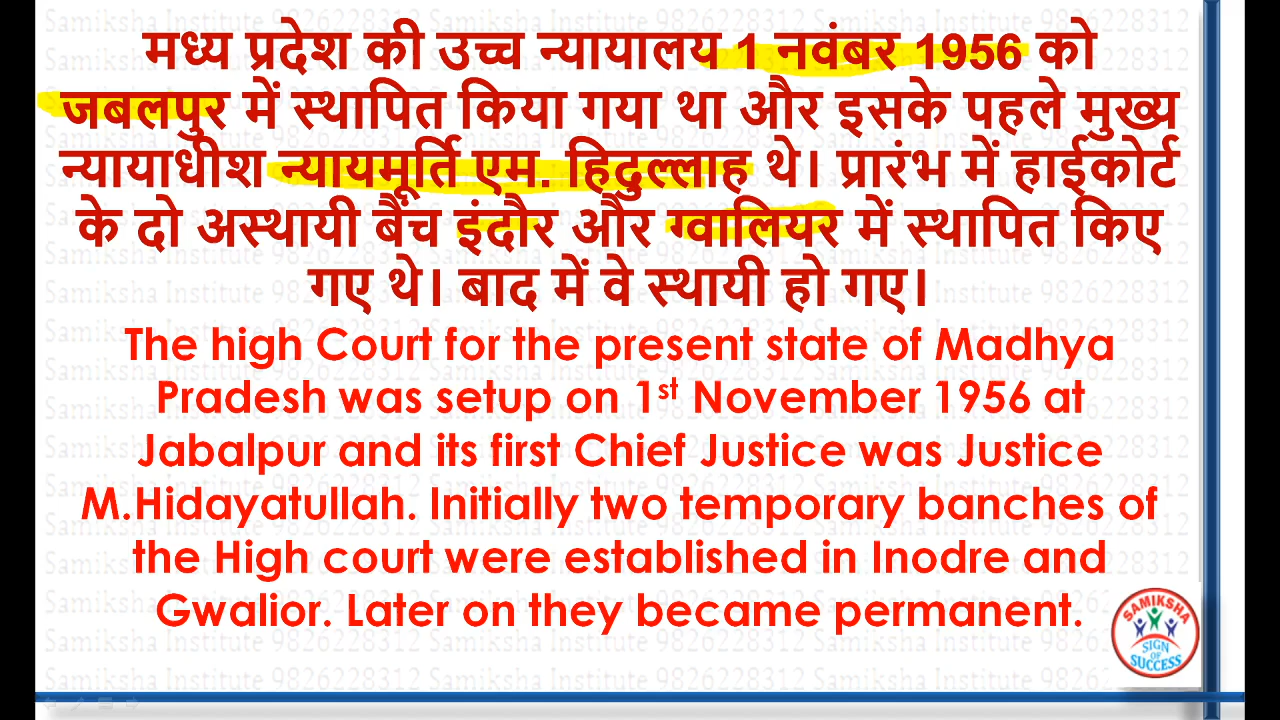 मध्य प्रदेश की उच्च न्यायालय 1 नवंबर 1956 को
जबलपुर में स्थापित किया गया था और इसके पहले मुख्य
न्यायाधीश न्यायमूर्ति एम. हिदुल्लाह थे। प्रारंभ में हाईकोर्ट
के दो अस्थायी बैंच इंदौर और ग्वालियर में स्थापित किए
गए थे। बाद में वे स्थायी हो गए।
The high Court for the present state of Madhya
Pradesh was setup on 1st November 1956 at
Jabalpur and its first Chief Justice was Justice
M.Hidayatullah. Initially two temporary banches of
the High court were established in Inodre and
Gwalior. Later on they became permanent.
SAMIKSHA
SIGN
OF
SUCCESS
Samiksha Institute 9826228312